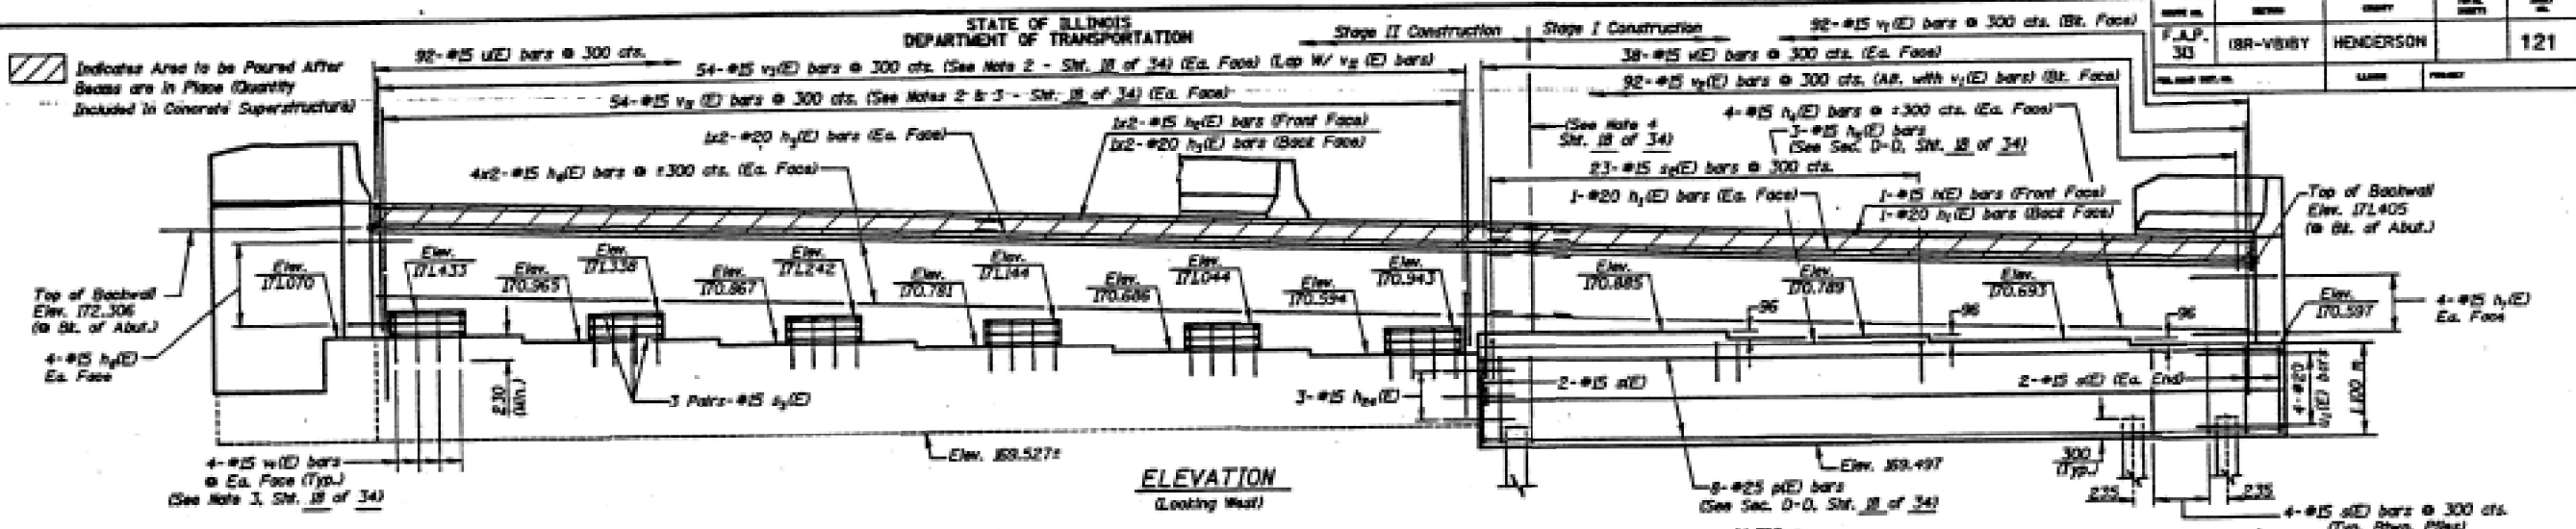 STATE OF ILLINOIS
DEPARTMENT OF TRANSPORTATION
F.A.P.
313
HENDERSON
121
Indicates Area to be Poured After
Beams are in Place (Quantity
Included in Concrete Superstructure)
92-#15 u(E) bars @ 300 cts.
Stage II Construction
Stage I Construction
92-#15 v₁(E) bars @ 300 cts. (Bk. Face)
54-#15 bars @ 300 cts. (See Note 2 - Sht. 18 of 34) (Ea. Face) (Lap W/ bars)
38-#15 v(E) bars @ 300 cts. (Ea. Face)
54-#15 bars @ 300 cts. (See Notes 2 & 3 - Sht. 18 of 34) (Ea. Face)
92-#15 bars @ 300 cts. (Alt. with v₁(E) bars) (Bk. Face)
1x2-#20 h₃(E) bars (Ea. Face)
1x2-#15 h₂(E) bars (Front Face)
1x2-#20 h₃(E) bars (Back Face)
(See Note 4
Sht. 18 of 34)
4-#15 bars @ ±300 cts. (Ea. Face)
3-#15 bars
(See Sec. D-D, Sht. 18 of 34)
4x2-#15 bars @ ±300 cts. (Ea. Face)
23-#15 bars @ 300 cts.
1-#20 h₁(E) bars (Ea. Face)
1-#15 h(E) bars (Front Face)
1-#20 h₁(E) bars (Back Face)
Top of Backwall
Elev. 171.405
(@ Bk. of Abut.)
Top of Backwall
Elev. 172.306
(@ Bk. of Abut.)
Elev.
171.070
Elev.
171.433
Elev.
170.965
Elev.
171.338
Elev.
170.867
Elev.
171.242
Elev.
170.781
Elev.
171.144
Elev.
170.686
Elev.
171.044
Elev.
170.594
Elev.
170.943
Elev.
170.885
96
Elev.
170.789
96
Elev.
170.693
96
Elev.
170.597
4-#15
Ea. Face
4-#15
Ea. Face
230
(Min.)
3 Pairs-#15
3-#15
2-#15 s(E)
2-#15 s(E) (Ea. End)
4-#20
u₁(E) bars
1.100 m
4-#15 bars
@ Ea. Face (Typ.)
(See Note 3, Sht. 18 of 34)
Elev. 169.527±
ELEVATION
(Looking West)
Elev. 169.497
8-#25 p(E) bars
(See Sec. D-D, Sht. 18 of 34)
300
(Typ.)
235
235
4-#15 s(E) bars @ 300 cts.
(Typ. Btwn. Piles)